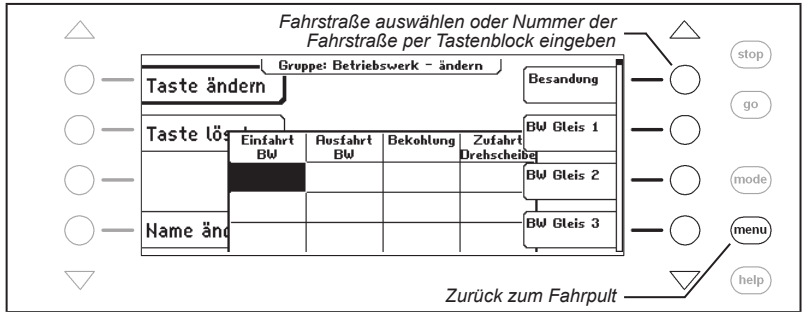 Fahrstraße auswählen oder Nummer der
Fahrstraße per Tastenblock eingeben
stop
Gruppe: Betriebswerk - ändern
Taste ändern
Besandung
go
Taste
Einfahrt BW
Ausfahrt BW
Bekohlung
Zufahrt Drehscheibe
BW Gleis 1
BW Gleis 2
mode
Name
BW Gleis 3
menu
Zurück zum Fahrpult
help